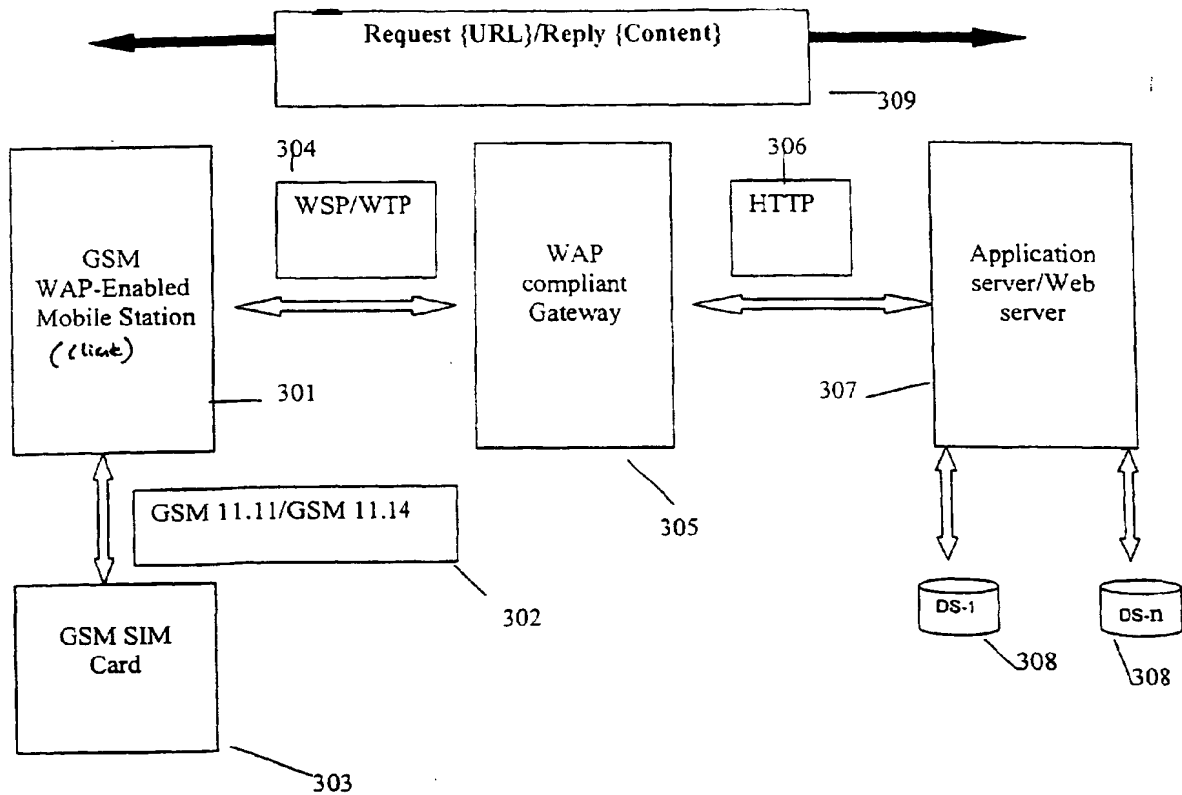 Request {URL}/Reply {Content}
309
304
306
WSP/WTP
HTTP
GSM
WAP-Enabled
Mobile Station
(Client)
WAP
compliant
Gateway
Application
server/Web
server
301
307
305
GSM 11.11/GSM 11.14
302
GSM SIM
Card
303
DS-1
DS-n
308
308